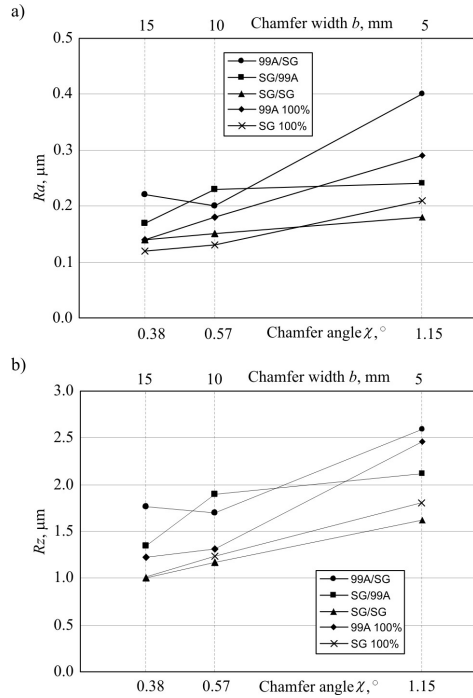 a)
Chamfer width b, mm
15 10 5
99A/SG
SG/99A
SG/SG
99A 100%
SG 100%
Ra, µm
0.5
0.4
0.3
0.2
0.1
0.0
0.38 0.57 Chamfer angle χ, ° 1.15
b)
15 10 Chamfer width b, mm 5
Rz, µm
3.0
2.5
2.0
1.5
1.0
0.5
0.0
99A/SG
SG/99A
SG/SG
99A 100%
SG 100%
0.38 0.57 Chamfer angle χ, ° 1.15